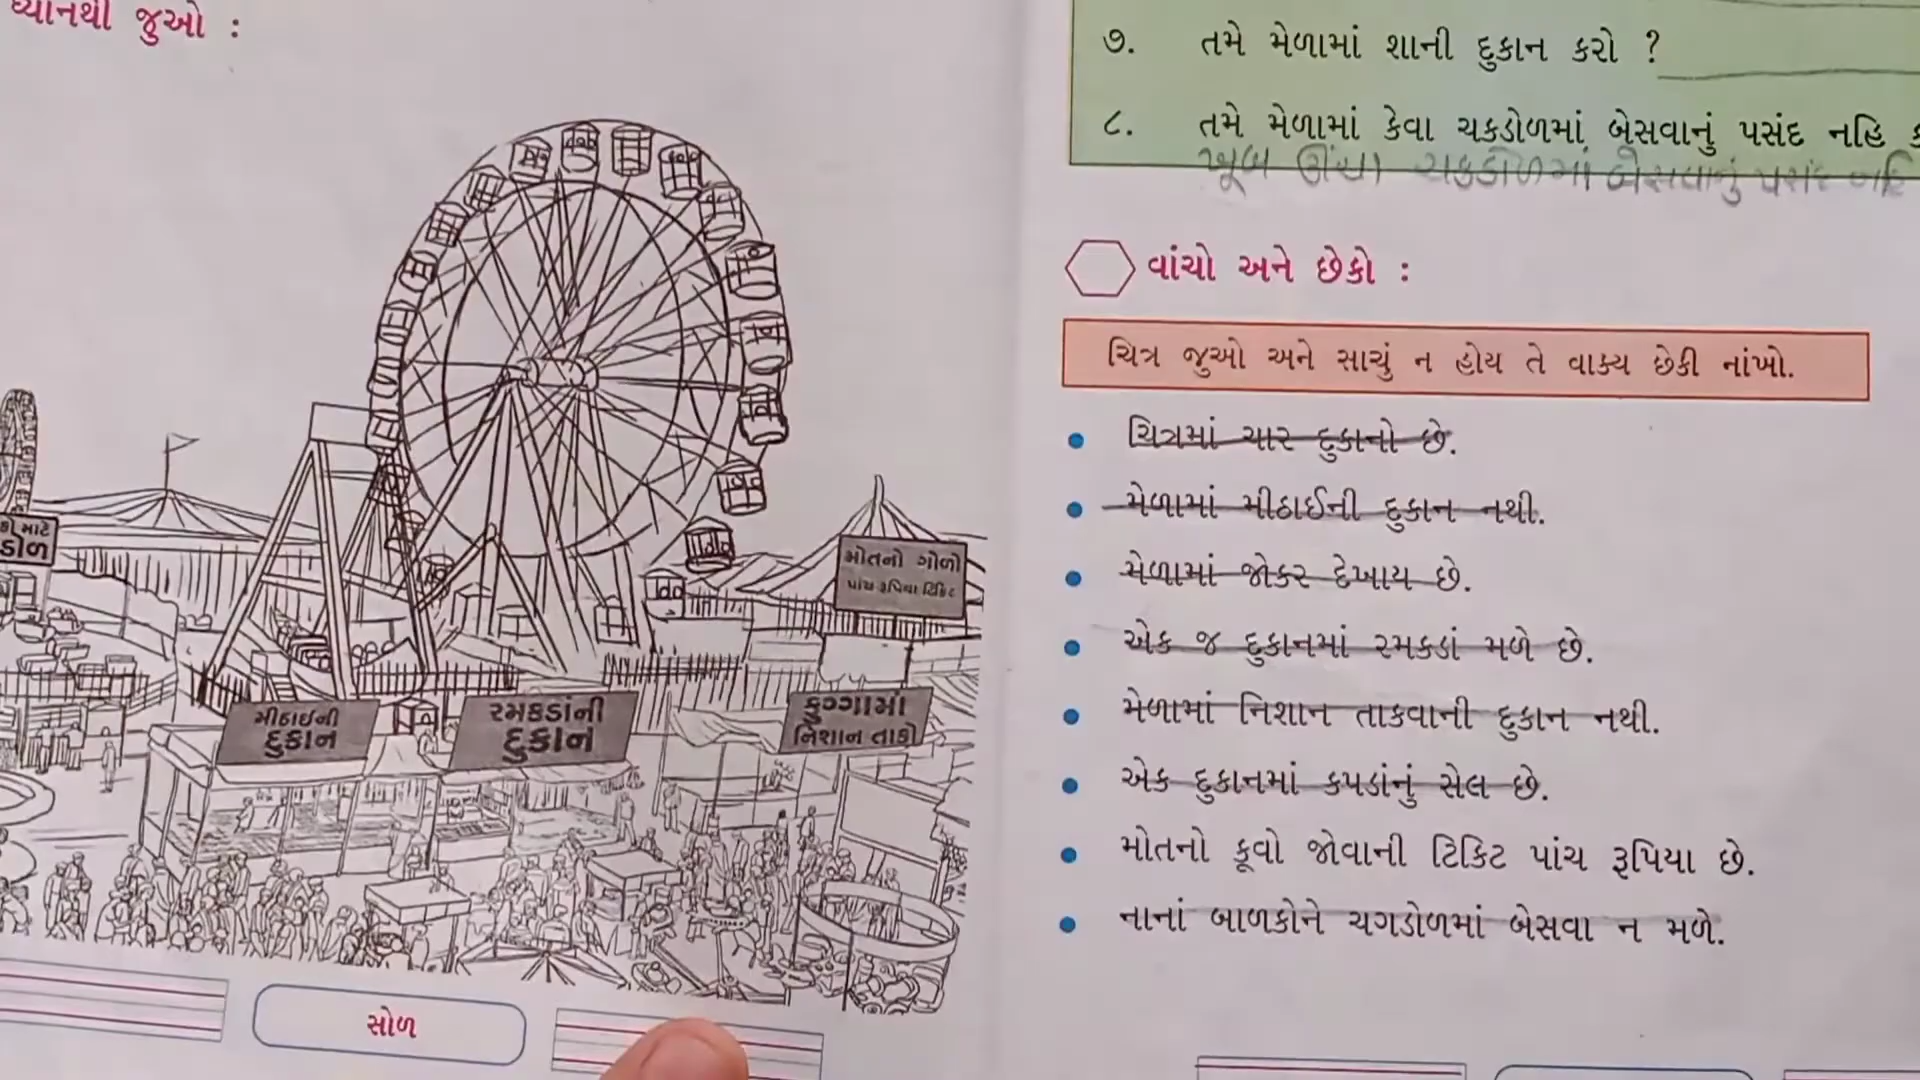 ધ્યાનથી જુઓ :
કો માટે
ડોળ
મોતનો ગોળો
પાંચ રૂપિયા ટિકિટ
મીઠાઈની
દુકાન
રમકડાંની
દુકાન
ફુગ્ગામાં
નિશાન તાકો
સોળ
૭. તમે મેળામાં શાની દુકાન કરો ?
૮. તમે મેળામાં કેવા ચકડોળમાં બેસવાનું પસંદ નહિ ક
ખૂબ ઊંચા ચકડોળમાં બેસવાનું પસંદ નહિ
વાંચો અને છેકો :
ચિત્ર જુઓ અને સાચું ન હોય તે વાક્ય છેકી નાંખો.
• ચિત્રમાં ચાર દુકાનો છે.
• મેળામાં મીઠાઈની દુકાન નથી.
• મેળામાં જોકર દેખાય છે.
• એક જ દુકાનમાં રમકડાં મળે છે.
• મેળામાં નિશાન તાકવાની દુકાન નથી.
• એક દુકાનમાં કપડાંનું સેલ છે.
• મોતનો કૂવો જોવાની ટિકિટ પાંચ રૂપિયા છે.
• નાનાં બાળકોને ચગડોળમાં બેસવા ન મળે.